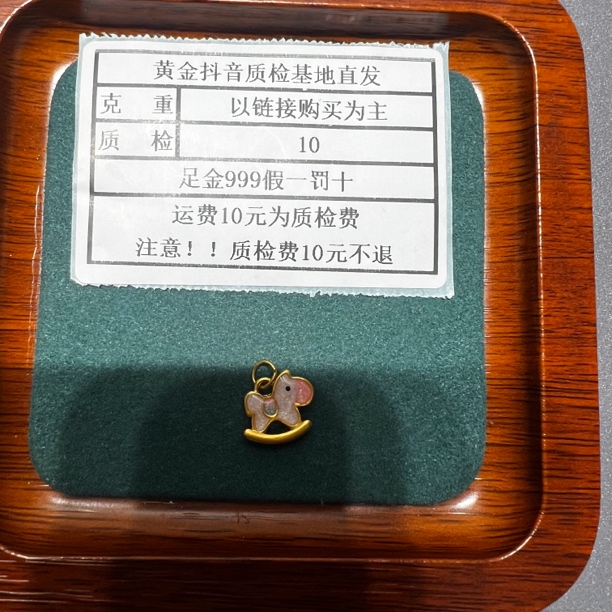 黄金抖音质检基地直发
克 重 以链接购买为主
质 检 10
足金999假一罚十
运费10元为质检费
注意！！质检费10元不退